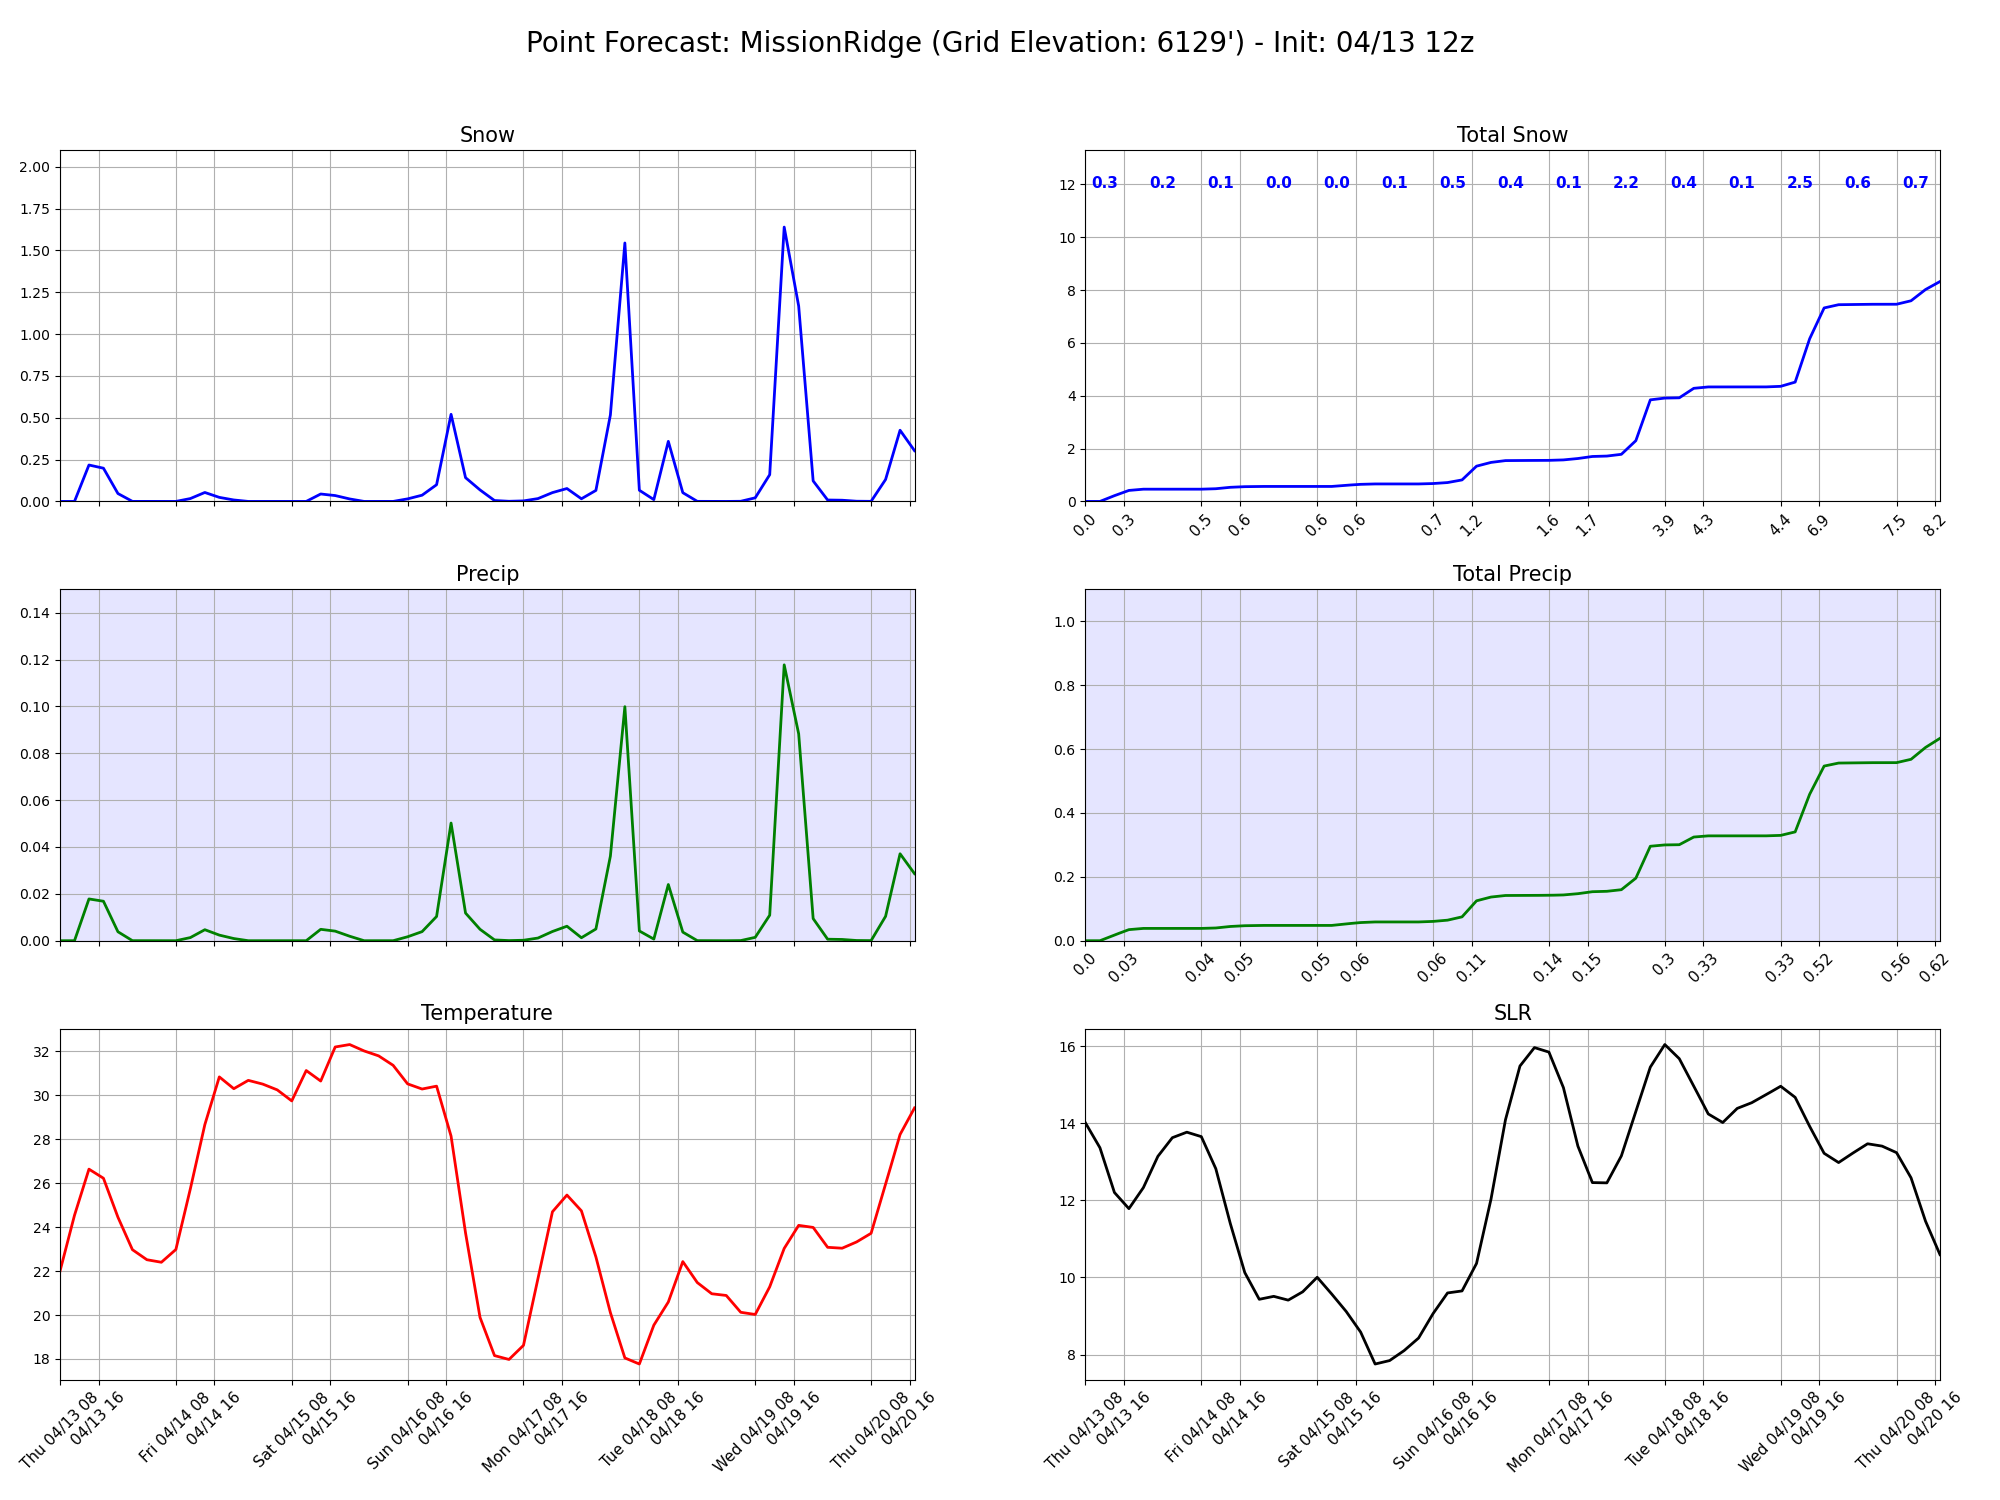 Point Forecast: MissionRidge (Grid Elevation: 6129') - Init: 04/13 12z
Snow
2.00
1.75
1.50
1.25
1.00
0.75
0.50
0.25
0.00
Total Snow
0.3 0.2 0.1 0.0 0.0 0.1 0.5 0.4 0.1 2.2 0.4 0.1 2.5 0.6 0.7
12
10
8
6
4
2
0
0.0 0.3 0.5 0.6 0.6 0.6 0.7 1.2 1.6 1.7 3.9 4.3 4.4 6.9 7.5 8.2
Precip
0.14
0.12
0.10
0.08
0.06
0.04
0.02
0.00
Total Precip
1.0
0.8
0.6
0.4
0.2
0.0
0.0 0.03 0.04 0.05 0.05 0.06 0.06 0.11 0.14 0.15 0.3 0.33 0.33 0.52 0.56 0.62
Temperature
32
30
28
26
24
22
20
18
Thu 04/13 08
04/13 16
Fri 04/14 08
04/14 16
Sat 04/15 08
04/15 16
Sun 04/16 08
04/16 16
Mon 04/17 08
04/17 16
Tue 04/18 08
04/18 16
Wed 04/19 08
04/19 16
Thu 04/20 08
04/20 16
SLR
16
14
12
10
8
Thu 04/13 08
04/13 16
Fri 04/14 08
04/14 16
Sat 04/15 08
04/15 16
Sun 04/16 08
04/16 16
Mon 04/17 08
04/17 16
Tue 04/18 08
04/18 16
Wed 04/19 08
04/19 16
Thu 04/20 08
04/20 16